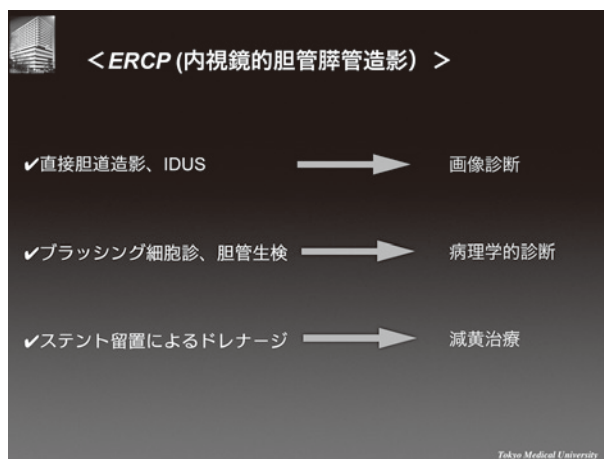 ＜ERCP (内視鏡的胆管膵管造影）＞
✔直接胆道造影、IDUS
画像診断
✔ブラッシング細胞診、胆管生検
病理学的診断
✔ステント留置によるドレナージ
減黄治療
Tokyo Medical University